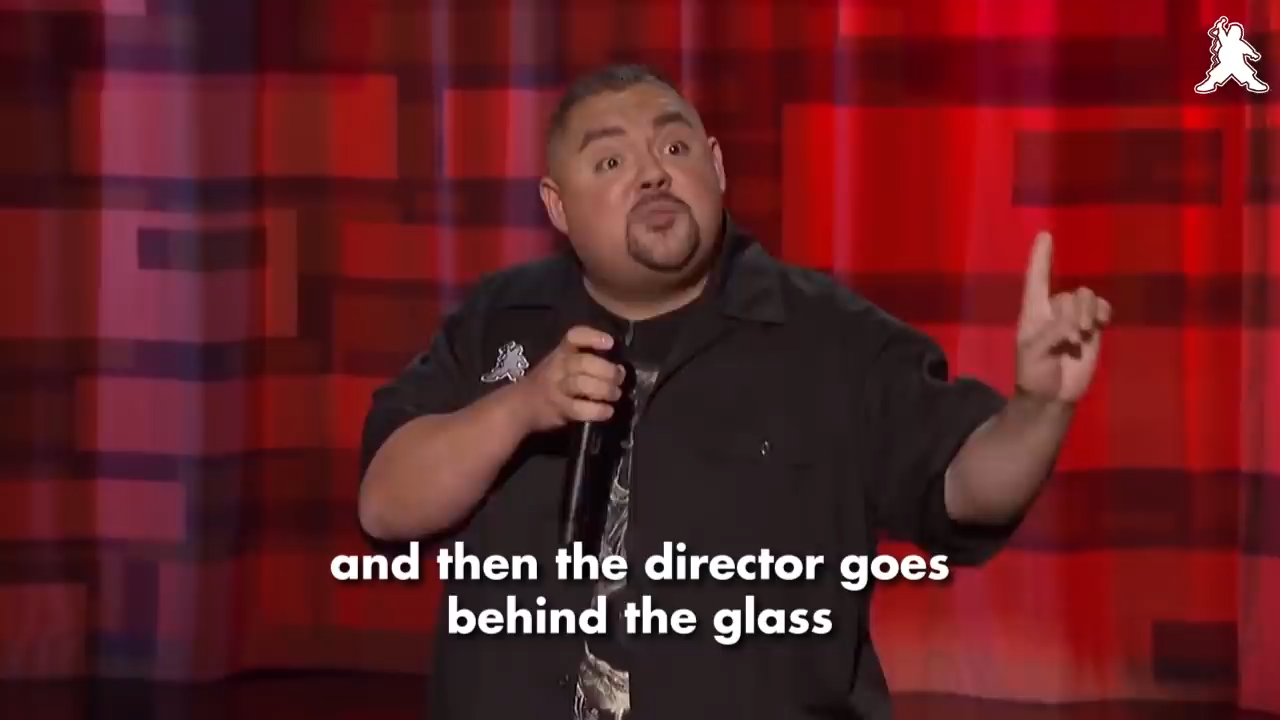 and then the director goes
behind the glass